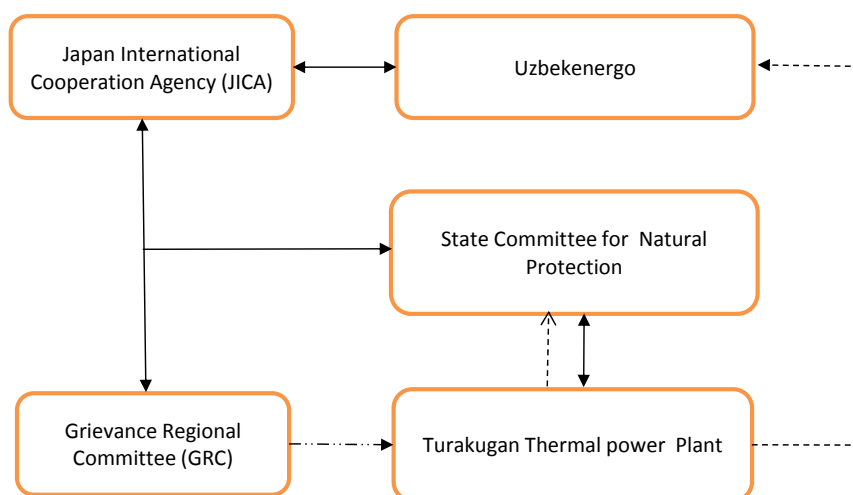 Japan International
Cooperation Agency (JICA)
Uzbekenergo
State Committee for Natural
Protection
Grievance Regional
Committee (GRC)
Turakugan Thermal power Plant